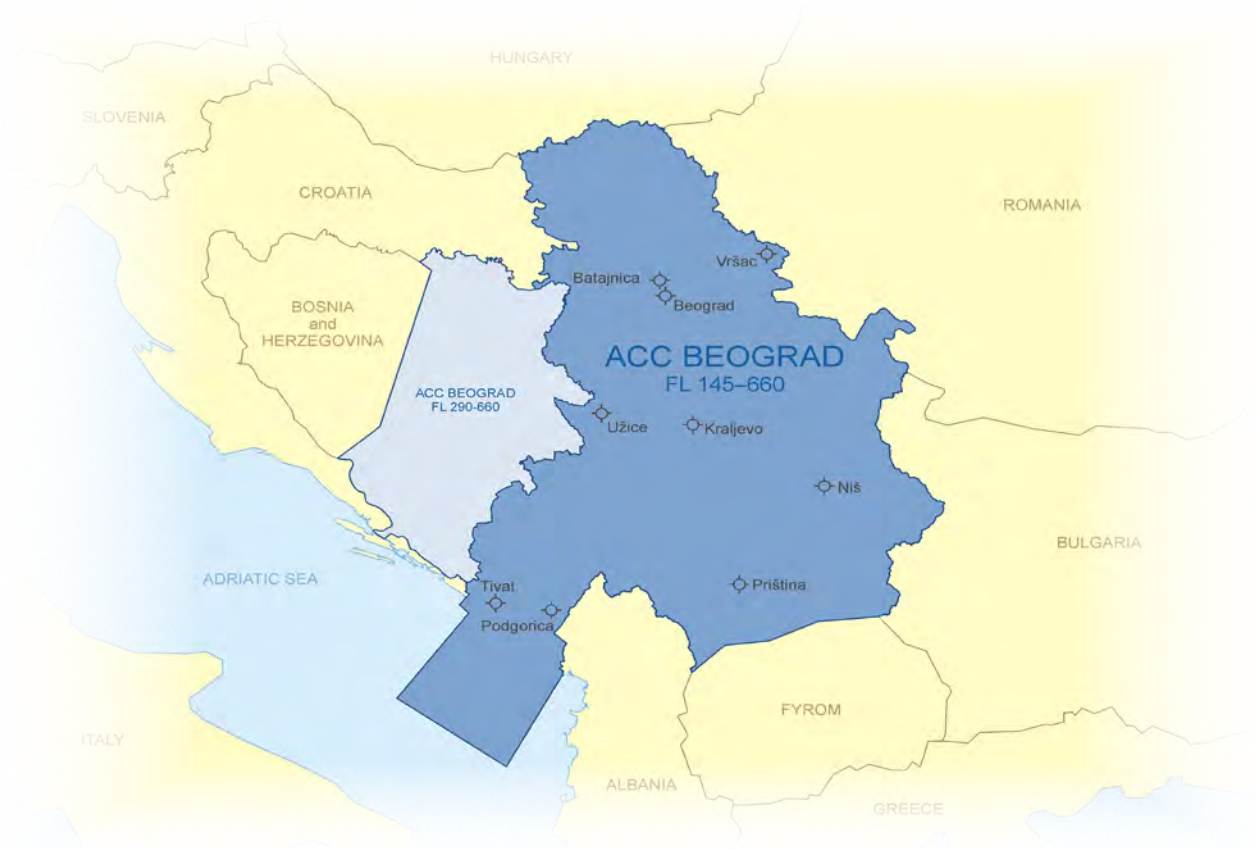 HUNGARY
SLOVENIA
CROATIA
ROMANIA
Vršac
Batajnica
Beograd
BOSNIA
and
HERZEGOVINA
ACC BEOGRAD
FL 145–660
ACC BEOGRAD
FL 290-660
Užice
Kraljevo
Niš
BULGARIA
ADRIATIC SEA
Tivat
Priština
Podgorica
FYROM
ITALY
ALBANIA
GREECE